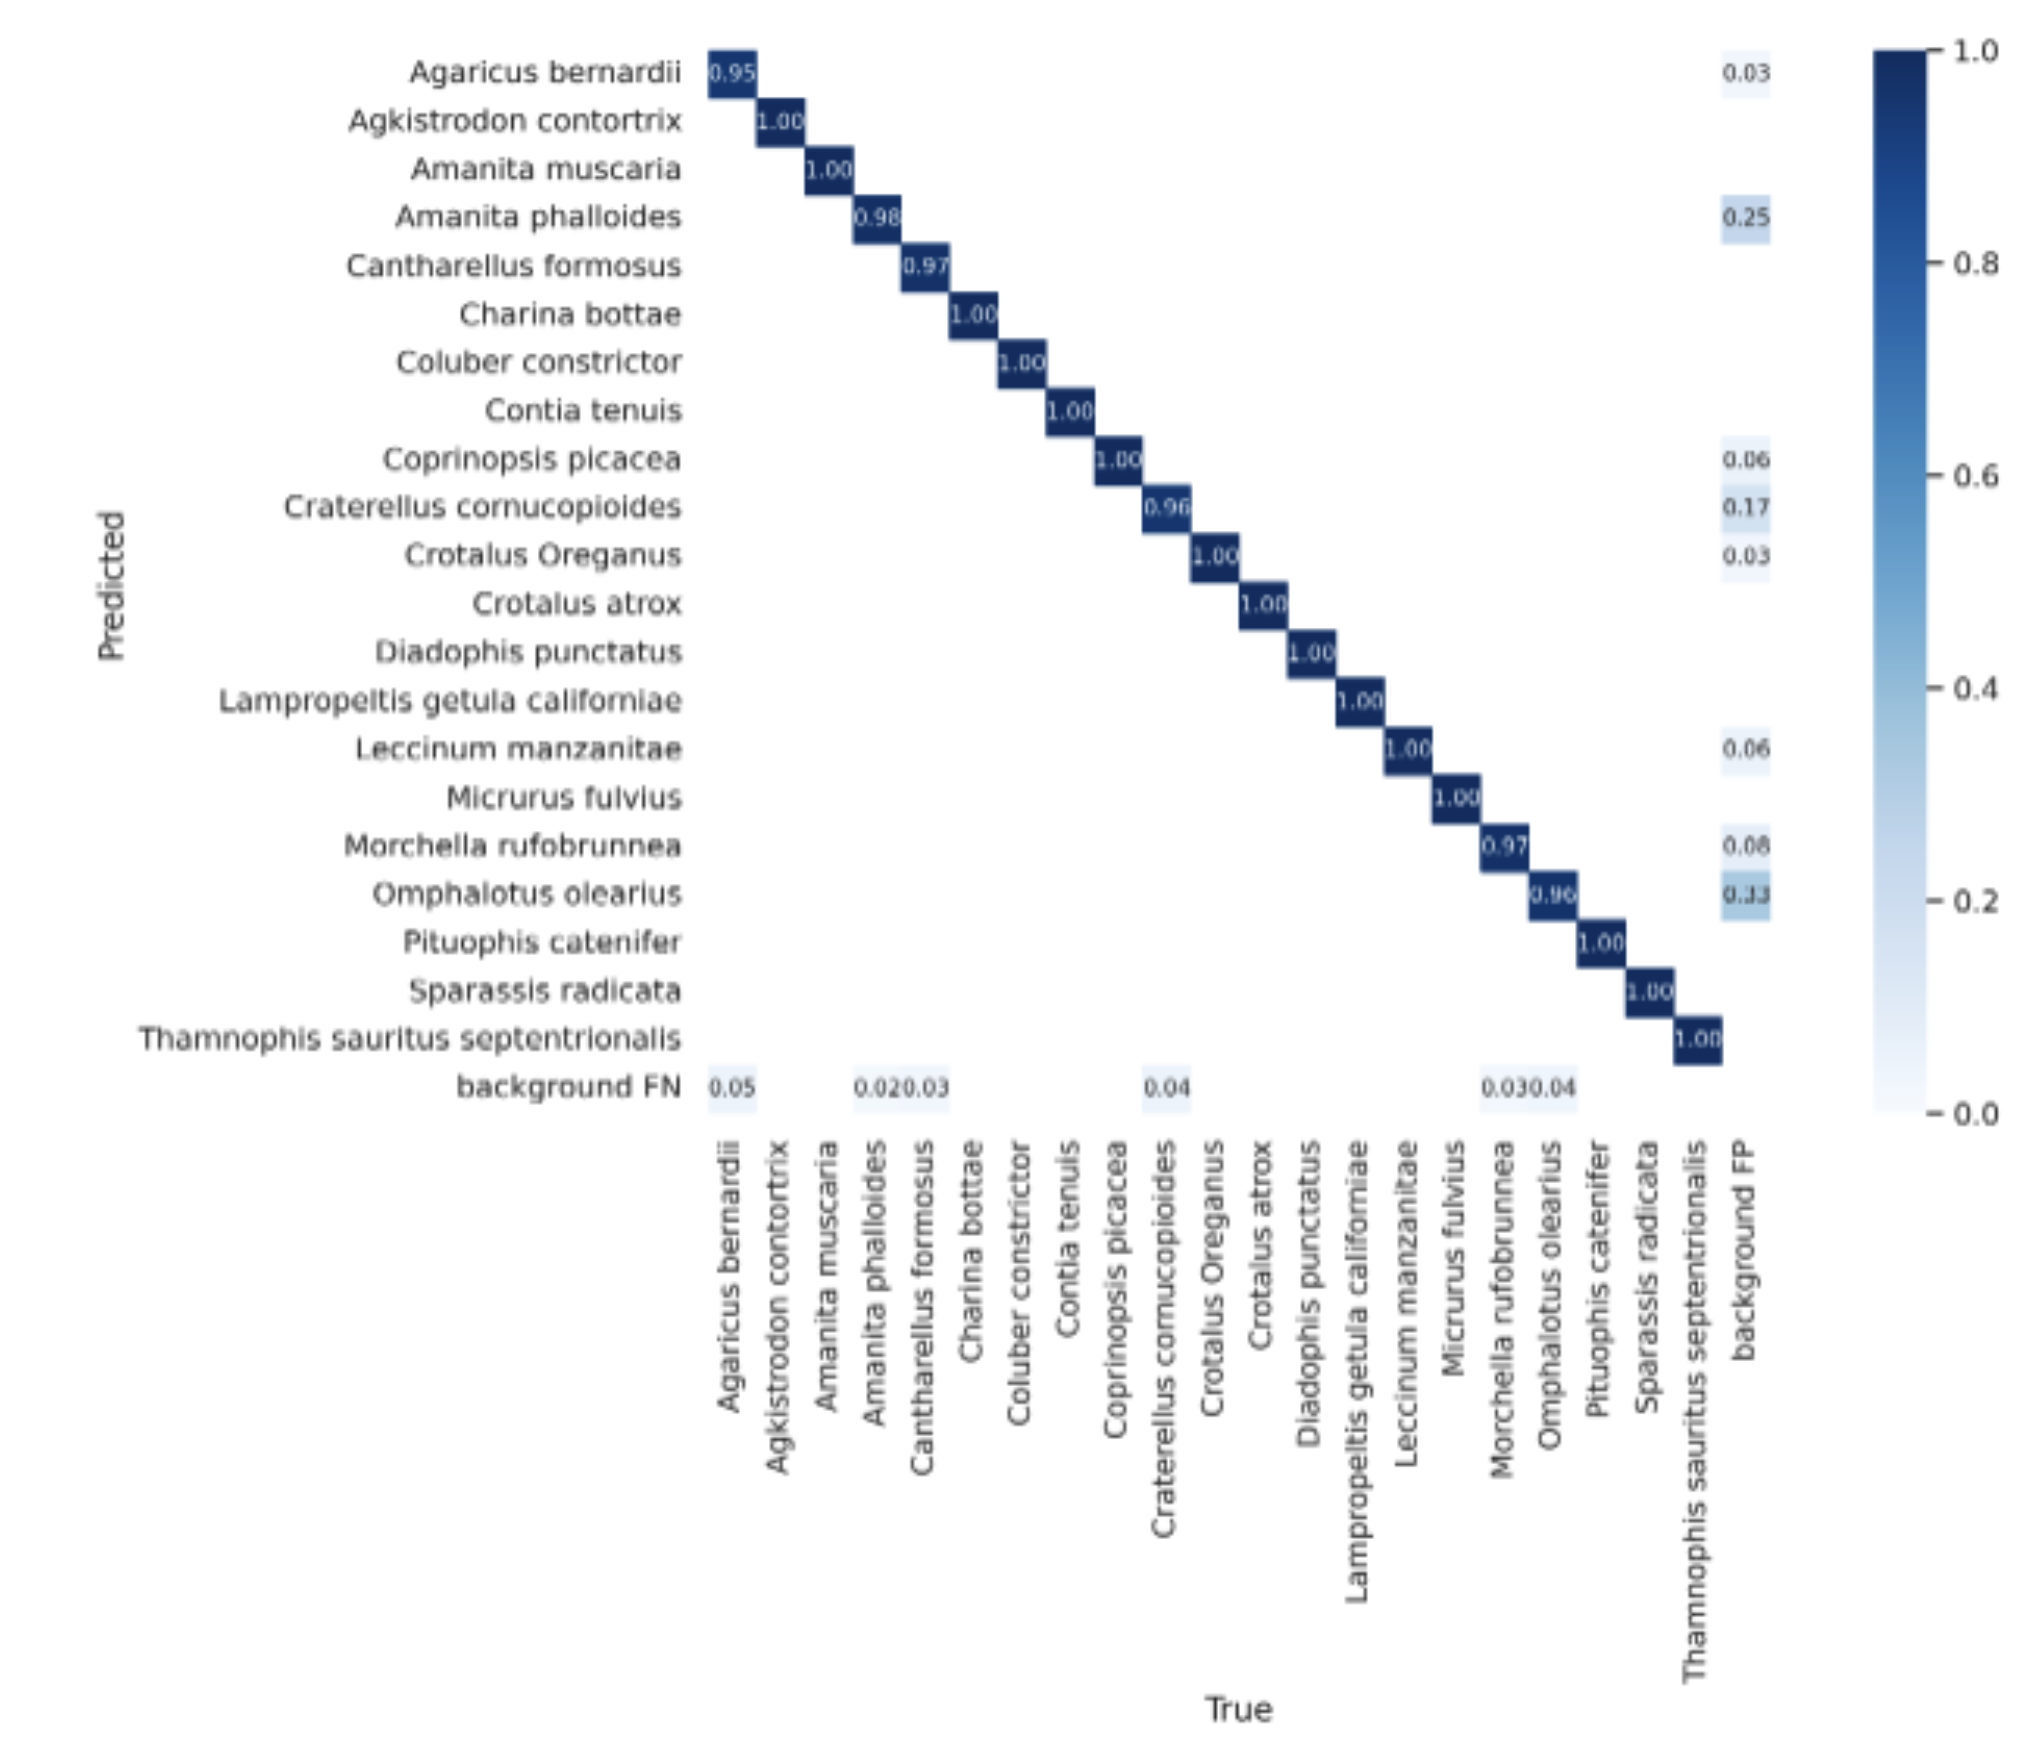 Predicted
Agaricus bernardii 0.95 0.03
Agkistrodon contortrix 1.00
Amanita muscaria 1.00
Amanita phalloides 0.98 0.25
Cantharellus formosus 0.97
Charina bottae 1.00
Coluber constrictor 1.00
Contia tenuis 1.00
Coprinopsis picacea 1.00 0.06
Craterellus cornucopioides 0.96 0.17
Crotalus Oreganus 1.00 0.03
Crotalus atrox 1.00
Diadophis punctatus 1.00
Lampropeltis getula californiae 1.00
Leccinum manzanitae 1.00 0.06
Micrurus fulvius 1.00
Morchella rufobrunnea 0.97 0.08
Omphalotus olearius 0.96 0.33
Pituophis catenifer 1.00
Sparassis radicata 1.00
Thamnophis sauritus septentrionalis 1.00
background FN 0.05 0.02 0.03 0.04 0.03 0.04
Agaricus bernardii
Agkistrodon contortrix
Amanita muscaria
Amanita phalloides
Cantharellus formosus
Charina bottae
Coluber constrictor
Contia tenuis
Coprinopsis picacea
Craterellus cornucopioides
Crotalus Oreganus
Crotalus atrox
Diadophis punctatus
Lampropeltis getula californiae
Leccinum manzanitae
Micrurus fulvius
Morchella rufobrunnea
Omphalotus olearius
Pituophis catenifer
Sparassis radicata
Thamnophis sauritus septentrionalis
background FP
True
1.0
0.8
0.6
0.4
0.2
0.0